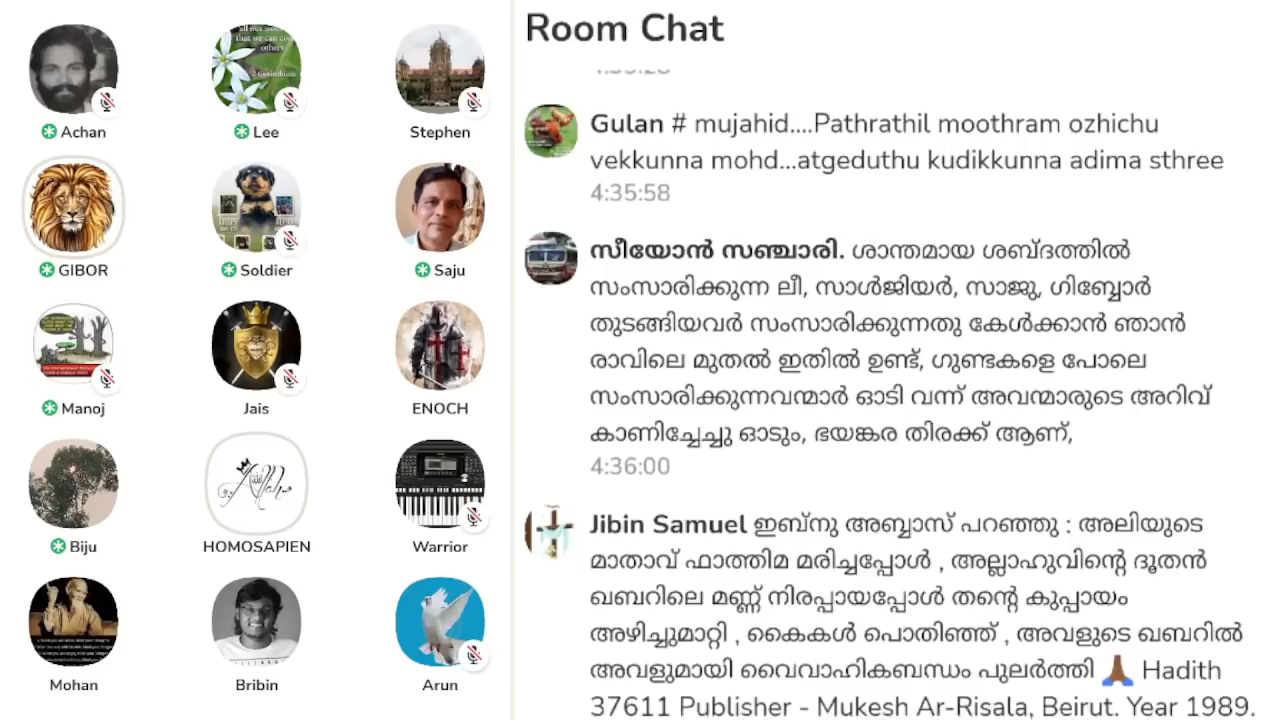 Achan
Lee
Stephen
GIBOR
Soldier
Saju
Manoj
Jais
ENOCH
Biju
HOMOSAPIEN
Warrior
Mohan
Bribin
Arun
Room Chat
Gulan # mujahid....Pathrathil moothram ozhichu
vekkunna mohd...atgeduthu kudikkunna adima sthree
4:35:58
സീയോൻ സഞ്ചാരി. ശാന്തമായ ശബ്ദത്തിൽ
സംസാരിക്കുന്ന ലീ, സാൾജിയർ, സാജു, ഗിബ്ബോർ
തുടങ്ങിയവർ സംസാരിക്കുന്നതു കേൾക്കാൻ ഞാൻ
രാവിലെ മുതൽ ഇതിൽ ഉണ്ട്, ഗുണ്ടകളെ പോലെ
സംസാരിക്കുന്നവന്മാർ ഓടി വന്ന് അവന്മാരുടെ അറിവ്
കാണിച്ചേച്ചു ഓടും, ഭയങ്കര തിരക്ക് ആണ്,
4:36:00
Jibin Samuel ഇബ്നു അബ്ബാസ് പറഞ്ഞു : അലിയുടെ
മാതാവ് ഫാത്തിമ മരിച്ചപ്പോൾ , അല്ലാഹുവിന്റെ ദൂതൻ
ഖബറിലെ മണ്ണ് നിരപ്പായപ്പോൾ തന്റെ കുപ്പായം
അഴിച്ചുമാറ്റി , കൈകൾ പൊതിഞ്ഞ് , അവളുടെ ഖബറിൽ
അവളുമായി വൈവാഹികബന്ധം പുലർത്തി 🙏🏾 Hadith
37611 Publisher - Mukesh Ar-Risala, Beirut. Year 1989.